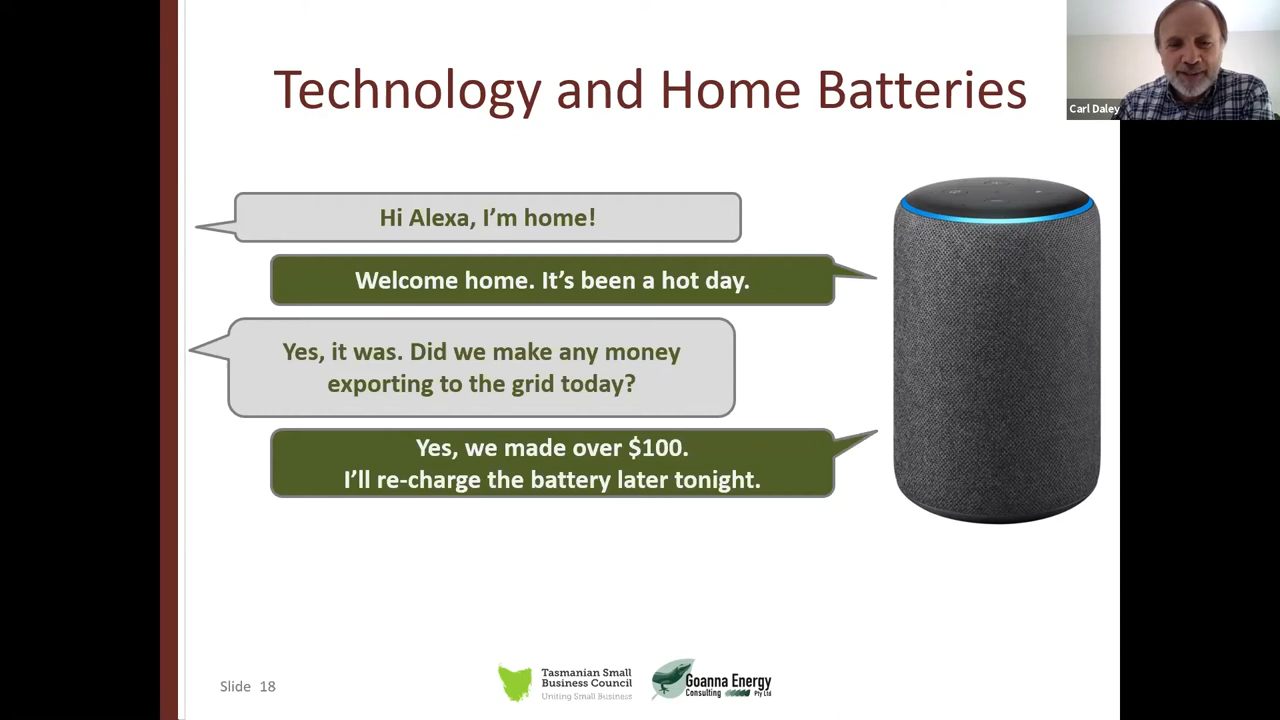 Technology and Home Batteries
Carl Daley
Hi Alexa, I'm home!
Welcome home. It's been a hot day.
Yes, it was. Did we make any money
exporting to the grid today?
Yes, we made over $100.
I'll re-charge the battery later tonight.
Slide 18
Tasmanian Small
Business Council
Uniting Small Business
Goanna Energy
Consulting Pty Ltd